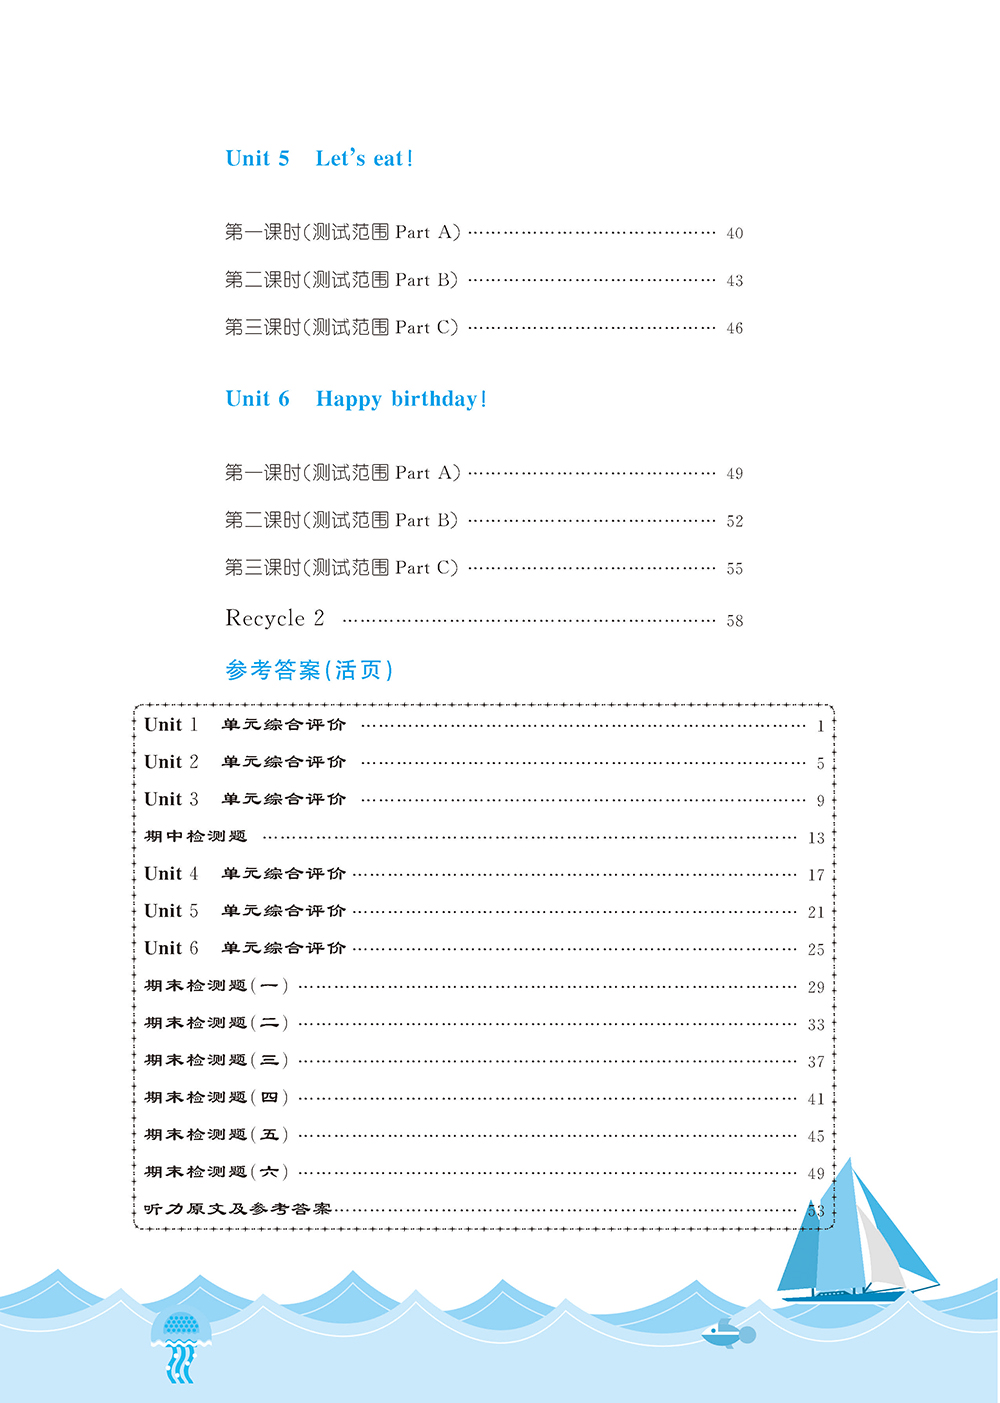 Unit 5 Let's eat!
第一课时(测试范围 Part A) …………………………………… 40
第二课时(测试范围 Part B) …………………………………… 43
第三课时(测试范围 Part C) …………………………………… 46
Unit 6 Happy birthday!
第一课时(测试范围 Part A) …………………………………… 49
第二课时(测试范围 Part B) …………………………………… 52
第三课时(测试范围 Part C) …………………………………… 55
Recycle 2 ……………………………………………………… 58
参考答案(活页)
Unit 1 单元综合评价 ………………………………………………………………… 1
Unit 2 单元综合评价 ………………………………………………………………… 5
Unit 3 单元综合评价 ………………………………………………………………… 9
期中检测题 ……………………………………………………………………………… 13
Unit 4 单元综合评价 ………………………………………………………………… 17
Unit 5 单元综合评价 ………………………………………………………………… 21
Unit 6 单元综合评价 ………………………………………………………………… 25
期末检测题(一) ………………………………………………………………………… 29
期末检测题(二) ………………………………………………………………………… 33
期末检测题(三) ………………………………………………………………………… 37
期末检测题(四) ………………………………………………………………………… 41
期末检测题(五) ………………………………………………………………………… 45
期末检测题(六) ………………………………………………………………………… 49
听力原文及参考答案…………………………………………………………………… 53